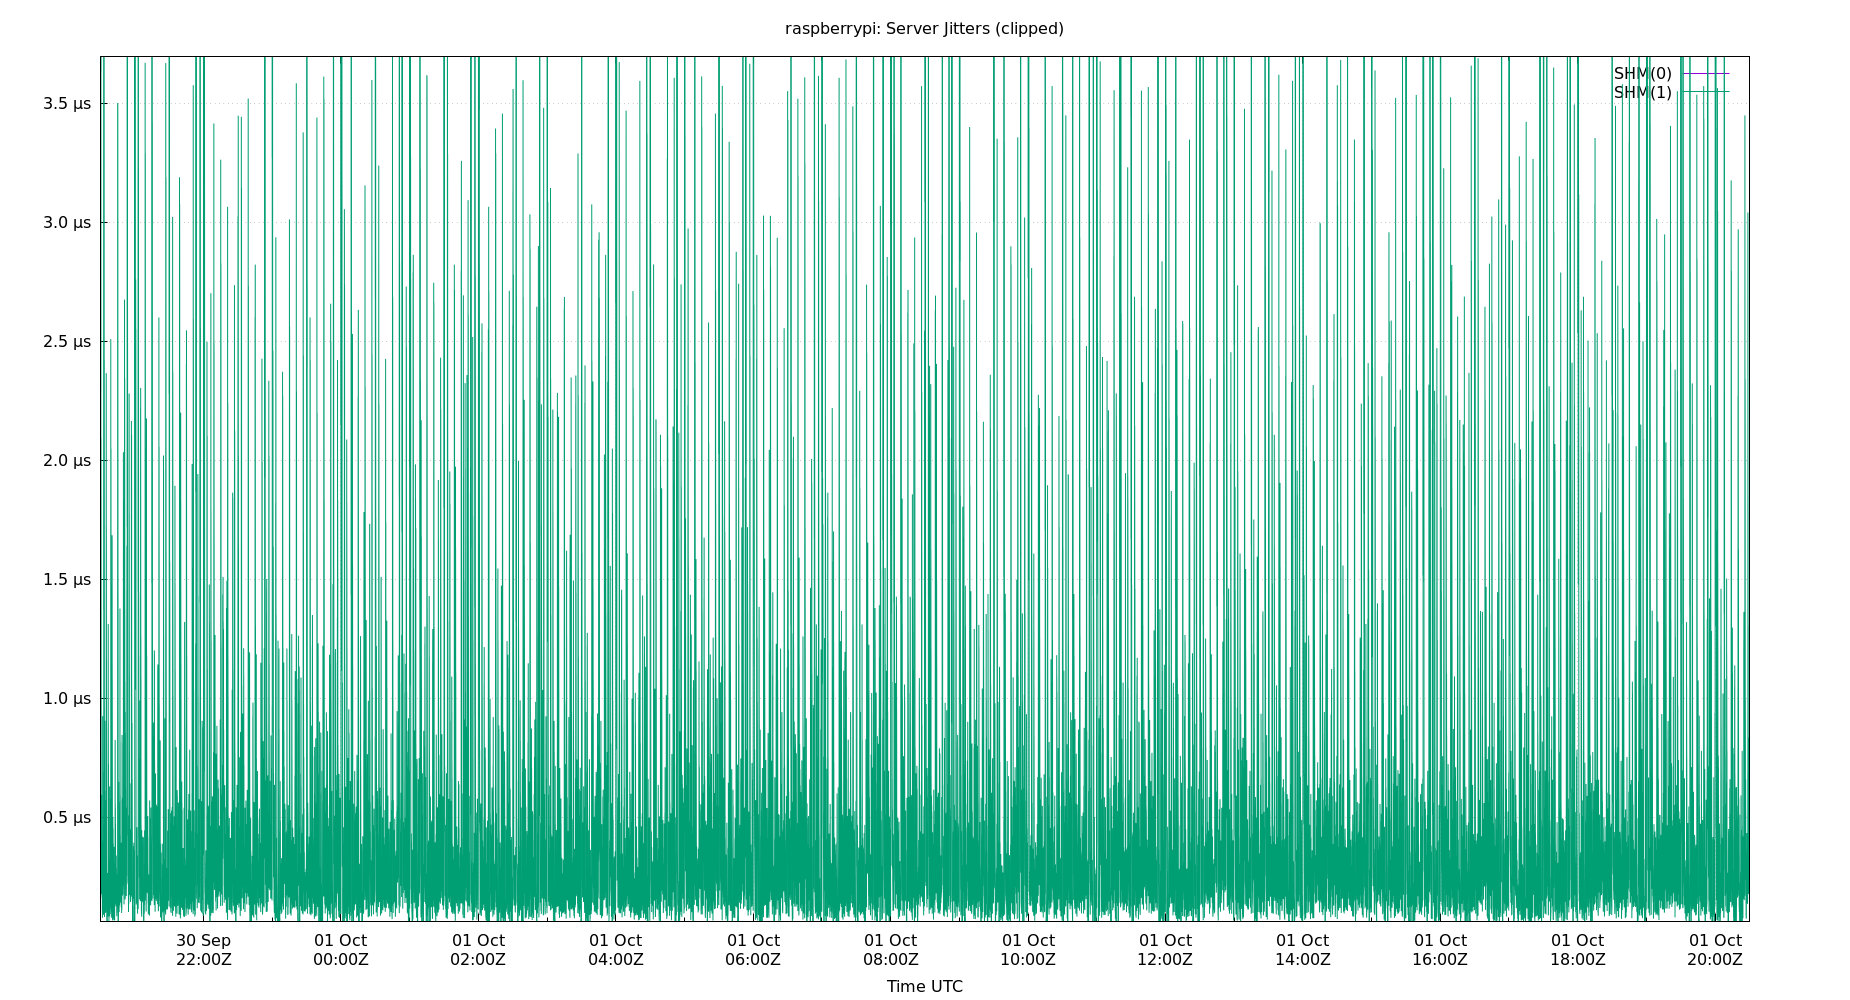 raspberrypi: Server Jitters (clipped)
SHM(0)
SHM(1)
3.5 µs
3.0 µs
2.5 µs
2.0 µs
1.5 µs
1.0 µs
0.5 µs
30 Sep 01 Oct 01 Oct 01 Oct 01 Oct 01 Oct 01 Oct 01 Oct 01 Oct 01 Oct 01 Oct 01 Oct
22:00Z 00:00Z 02:00Z 04:00Z 06:00Z 08:00Z 10:00Z 12:00Z 14:00Z 16:00Z 18:00Z 20:00Z
Time UTC